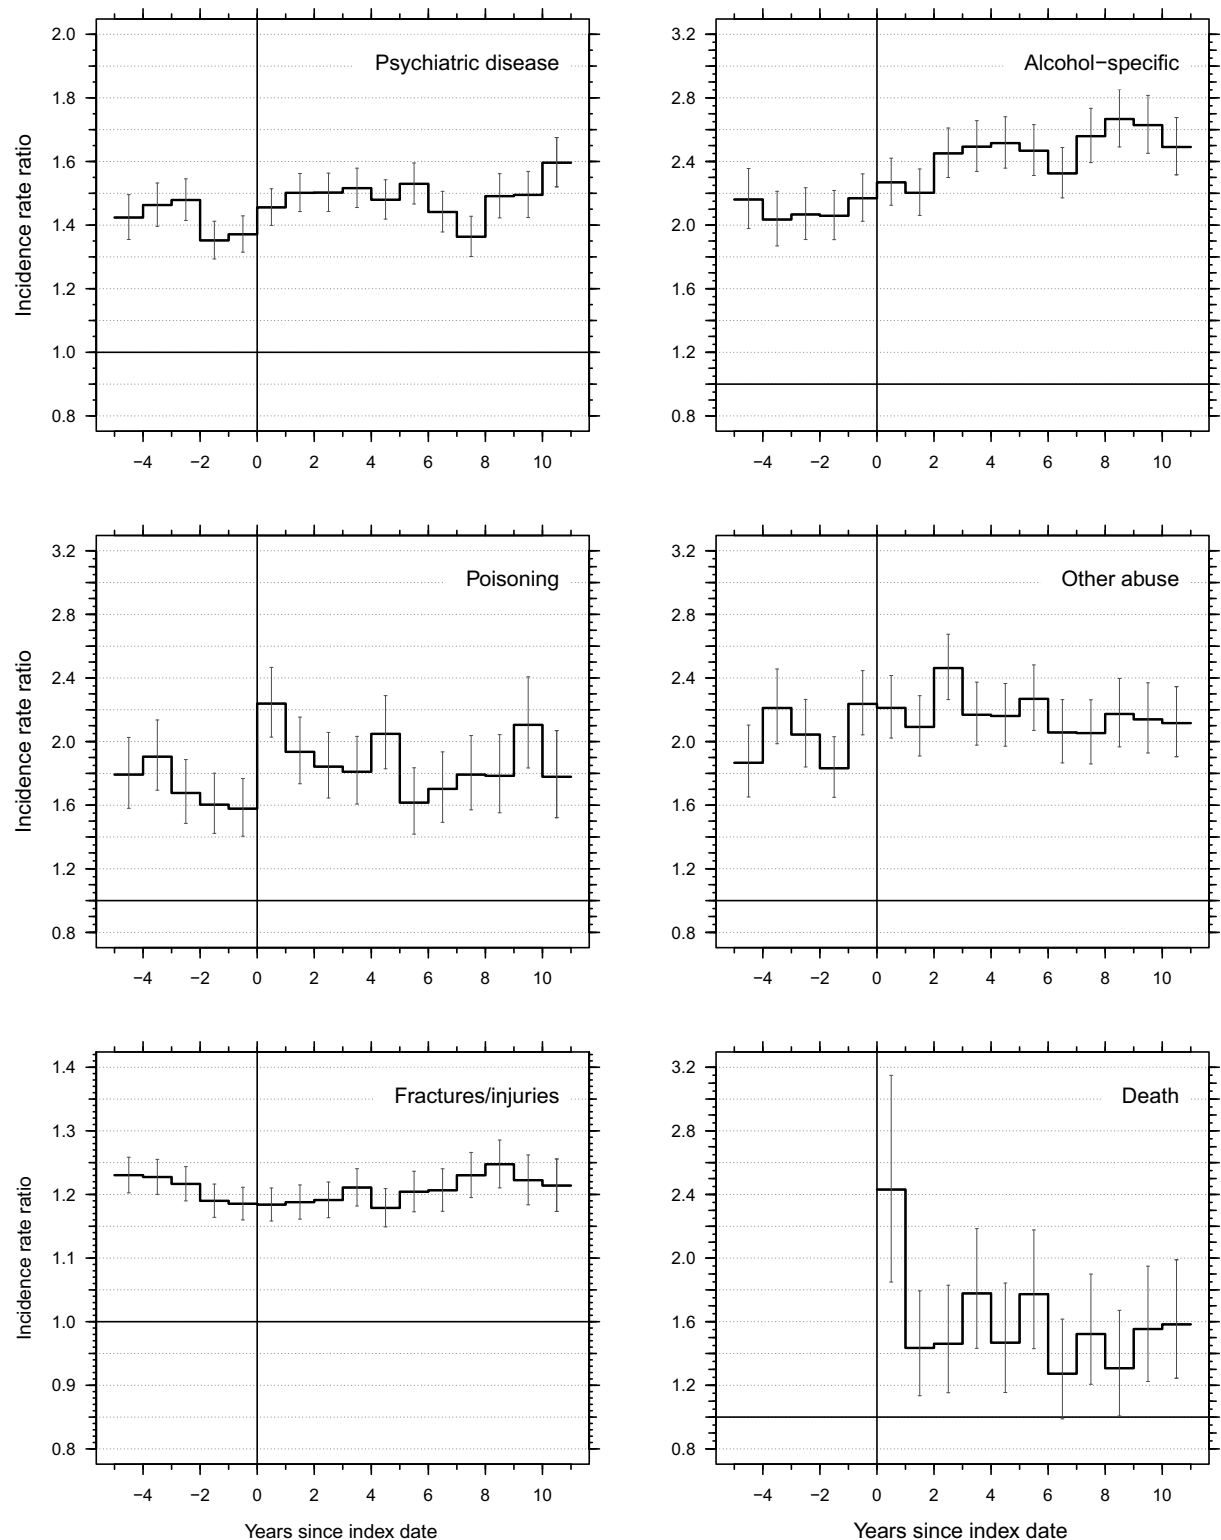 Psychiatric disease
Incidence rate ratio
2.0
1.8
1.6
1.4
1.2
1.0
0.8
−4 −2 0 2 4 6 8 10
Alcohol−specific
3.2
2.8
2.4
2.0
1.6
1.2
0.8
−4 −2 0 2 4 6 8 10
Poisoning
Incidence rate ratio
3.2
2.8
2.4
2.0
1.6
1.2
0.8
−4 −2 0 2 4 6 8 10
Other abuse
3.2
2.8
2.4
2.0
1.6
1.2
0.8
−4 −2 0 2 4 6 8 10
Fractures/injuries
Incidence rate ratio
1.4
1.3
1.2
1.1
1.0
0.9
0.8
−4 −2 0 2 4 6 8 10
Years since index date
Death
3.2
2.8
2.4
2.0
1.6
1.2
0.8
−4 −2 0 2 4 6 8 10
Years since index date